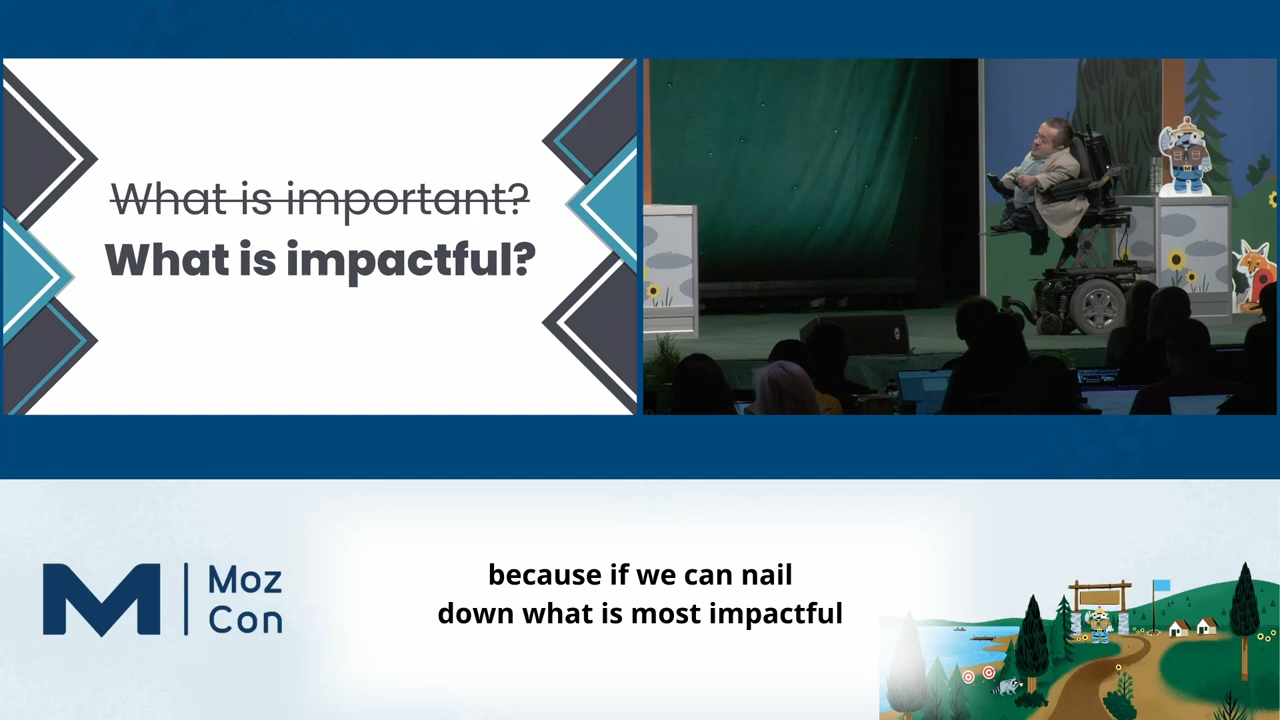 What is important?
What is impactful?
M
Moz
Con
because if we can nail
down what is most impactful